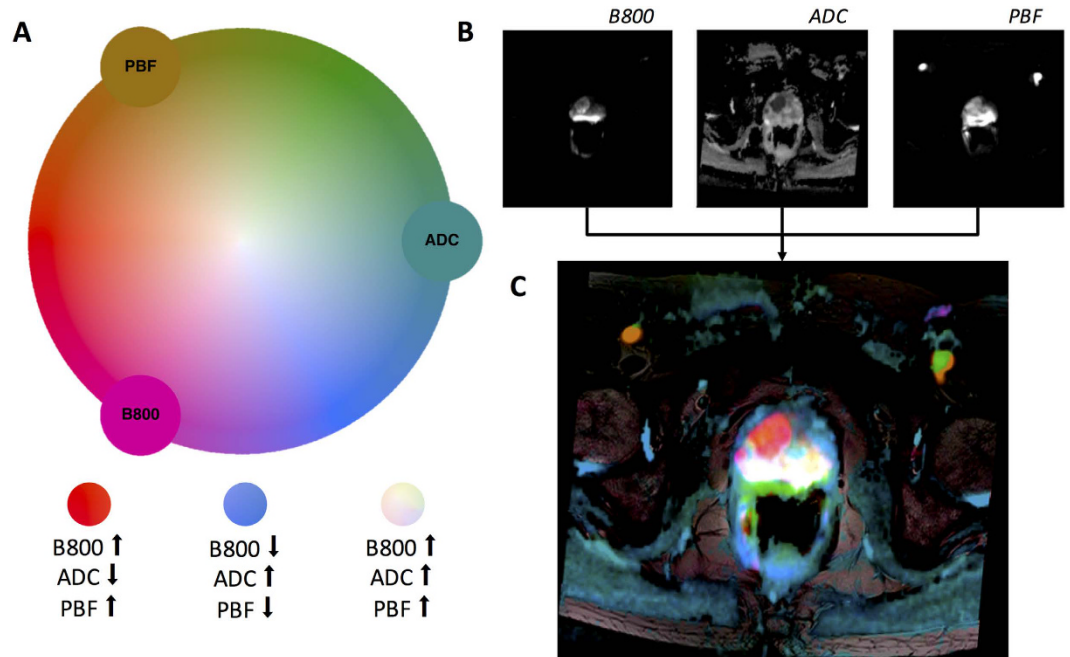 A
PBF
ADC
B800
B800 ↑
ADC ↓
PBF ↑
B800 ↓
ADC ↑
PBF ↓
B800 ↑
ADC ↑
PBF ↑
B
B800
ADC
PBF
C